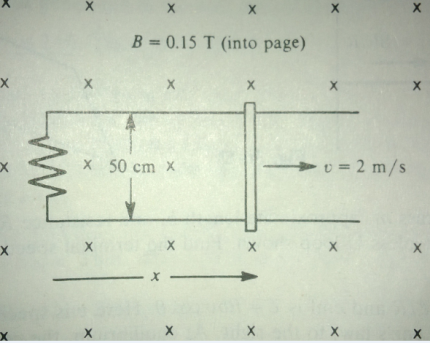 x x x x x x
B = 0.15 T (into page)
x x x x x x
x x 50 cm x v = 2 m/s
x x x x x x
x
x x x x x x